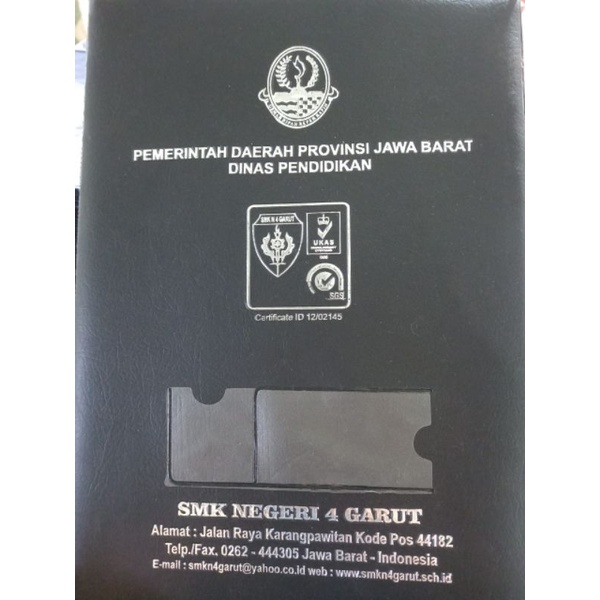 PEMERINTAH DAERAH PROVINSI JAWA BARAT
DINAS PENDIDIKAN
SMK N 4 GARUT
UKAS
SGS
Certificate ID 12/02145
SMK NEGERI 4 GARUT
Alamat : Jalan Raya Karangpawitan Kode Pos 44182
Telp./Fax. 0262 - 444305 Jawa Barat - Indonesia
E-mail : smkn4garut@yahoo.co.id web : www.smkn4garut.sch.id